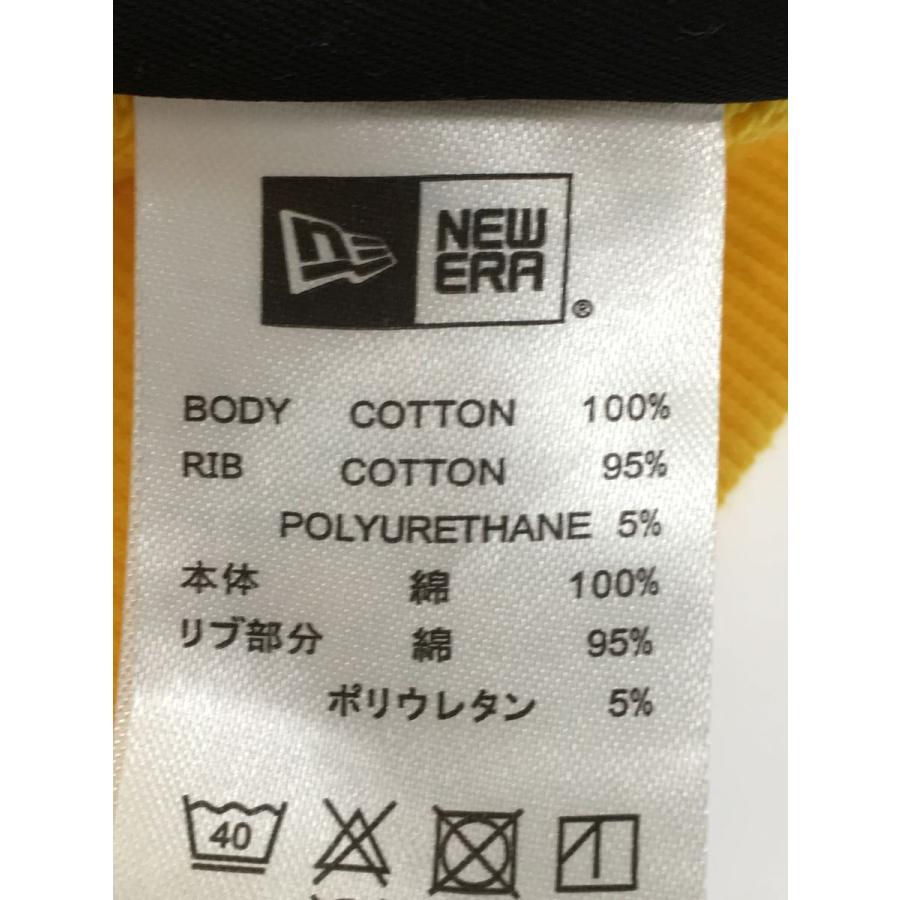 NEW
ERA
®
BODY COTTON 100%
RIB COTTON 95%
POLYURETHANE 5%
本体 綿 100%
リブ部分 綿 95%
ポリウレタン 5%
40